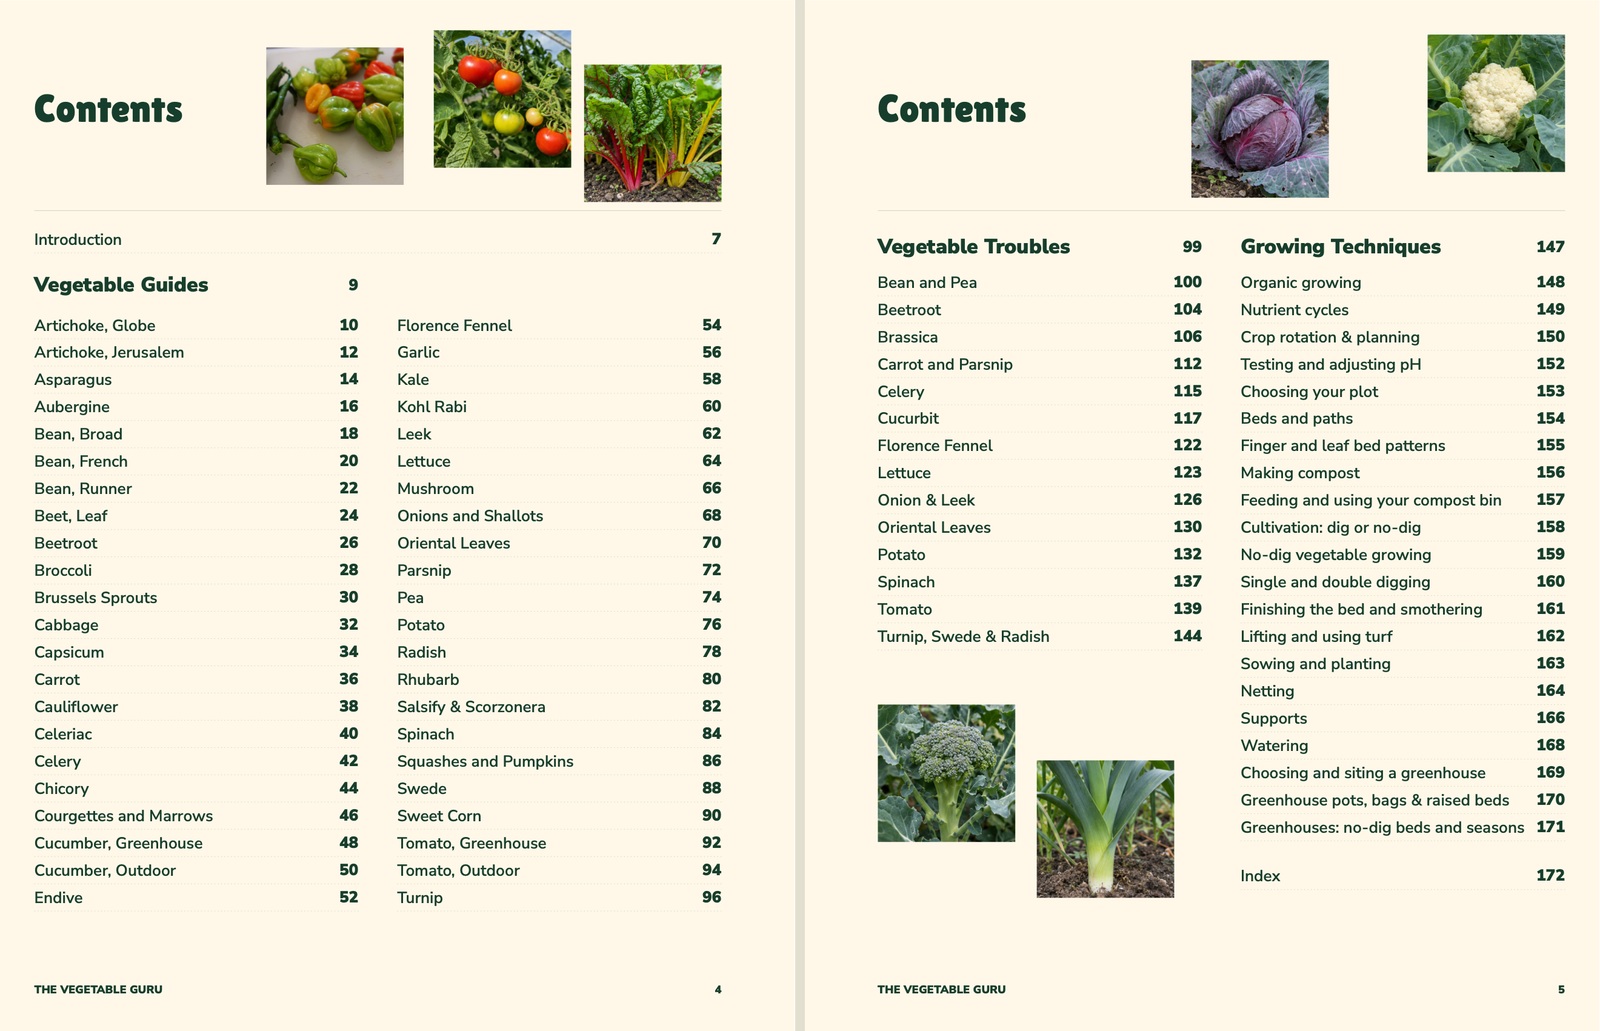 Contents
Introduction 7
Vegetable Guides 9
Artichoke, Globe 10
Artichoke, Jerusalem 12
Asparagus 14
Aubergine 16
Bean, Broad 18
Bean, French 20
Bean, Runner 22
Beet, Leaf 24
Beetroot 26
Broccoli 28
Brussels Sprouts 30
Cabbage 32
Capsicum 34
Carrot 36
Cauliflower 38
Celeriac 40
Celery 42
Chicory 44
Courgettes and Marrows 46
Cucumber, Greenhouse 48
Cucumber, Outdoor 50
Endive 52
Florence Fennel 54
Garlic 56
Kale 58
Kohl Rabi 60
Leek 62
Lettuce 64
Mushroom 66
Onions and Shallots 68
Oriental Leaves 70
Parsnip 72
Pea 74
Potato 76
Radish 78
Rhubarb 80
Salsify & Scorzonera 82
Spinach 84
Squashes and Pumpkins 86
Swede 88
Sweet Corn 90
Tomato, Greenhouse 92
Tomato, Outdoor 94
Turnip 96
THE VEGETABLE GURU 4
Contents
Vegetable Troubles 99
Bean and Pea 100
Beetroot 104
Brassica 106
Carrot and Parsnip 112
Celery 115
Cucurbit 117
Florence Fennel 122
Lettuce 123
Onion & Leek 126
Oriental Leaves 130
Potato 132
Spinach 137
Tomato 139
Turnip, Swede & Radish 144
Growing Techniques 147
Organic growing 148
Nutrient cycles 149
Crop rotation & planning 150
Testing and adjusting pH 152
Choosing your plot 153
Beds and paths 154
Finger and leaf bed patterns 155
Making compost 156
Feeding and using your compost bin 157
Cultivation: dig or no-dig 158
No-dig vegetable growing 159
Single and double digging 160
Finishing the bed and smothering 161
Lifting and using turf 162
Sowing and planting 163
Netting 164
Supports 166
Watering 168
Choosing and siting a greenhouse 169
Greenhouse pots, bags & raised beds 170
Greenhouses: no-dig beds and seasons 171
Index 172
THE VEGETABLE GURU 5